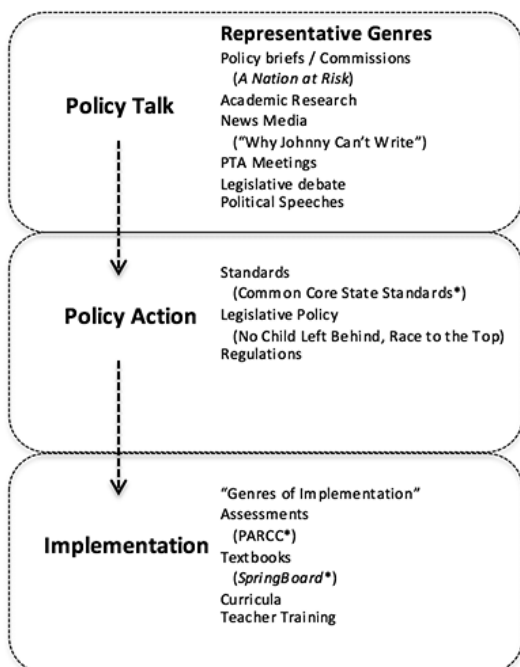 Representative Genres
Policy briefs / Commissions
(A Nation at Risk)
Policy Talk
Academic Research
News Media
(“Why Johnny Can’t Write”)
PTA Meetings
Legislative debate
Political Speeches
Standards
(Common Core State Standards*)
Policy Action
Legislative Policy
(No Child Left Behind, Race to the Top)
Regulations
“Genres of Implementation”
Assessments
(PARCC*)
Implementation
Textbooks
(SpringBoard*)
Curricula
Teacher Training